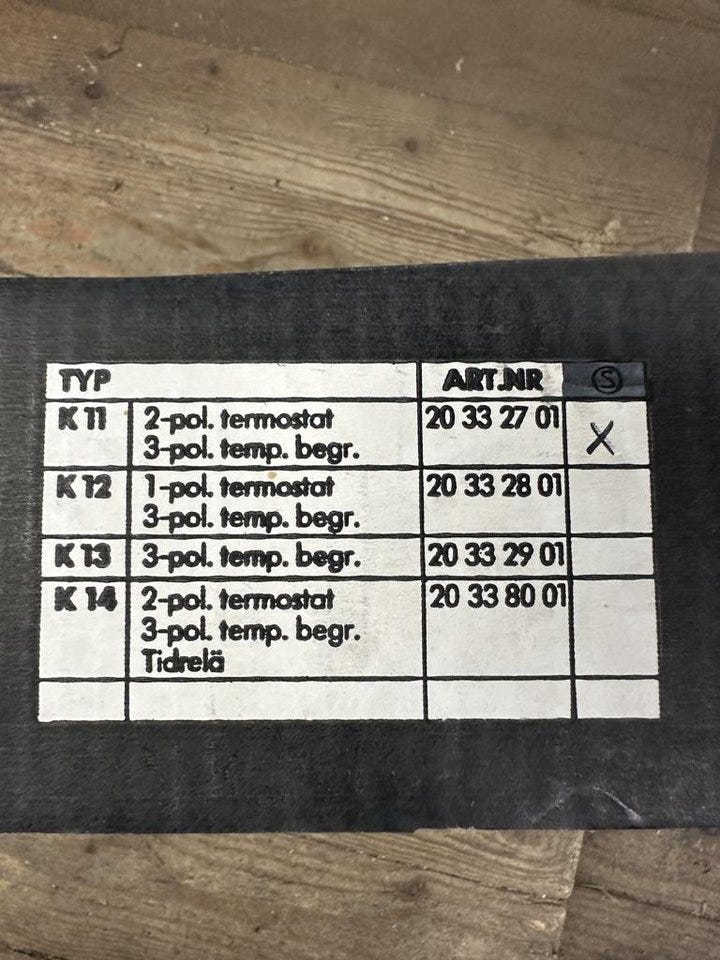 TYP ART.NR Ⓢ
K 11 2-pol. termostat 20 33 27 01 X
3-pol. temp. begr.
K 12 1-pol. termostat 20 33 28 01
3-pol. temp. begr.
K 13 3-pol. temp. begr. 20 33 29 01
K 14 2-pol. termostat 20 33 80 01
3-pol. temp. begr.
Tidrelä